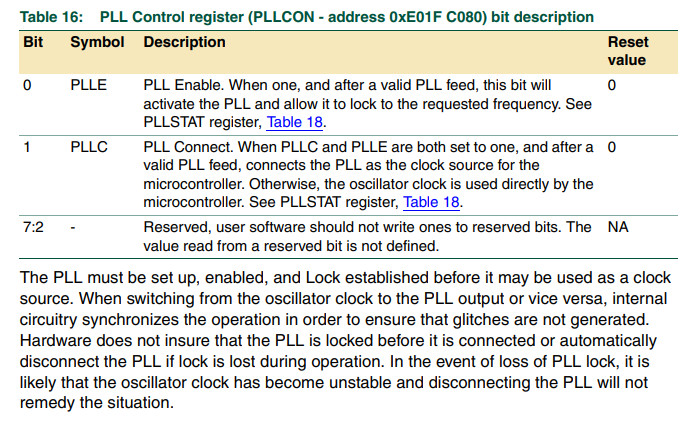 Table 16: PLL Control register (PLLCON - address 0xE01F C080) bit description
Bit Symbol Description Reset value
0 PLLE PLL Enable. When one, and after a valid PLL feed, this bit will 0
activate the PLL and allow it to lock to the requested frequency. See
PLLSTAT register, Table 18.
1 PLLC PLL Connect. When PLLC and PLLE are both set to one, and after a 0
valid PLL feed, connects the PLL as the clock source for the
microcontroller. Otherwise, the oscillator clock is used directly by the
microcontroller. See PLLSTAT register, Table 18.
7:2 - Reserved, user software should not write ones to reserved bits. The NA
value read from a reserved bit is not defined.
The PLL must be set up, enabled, and Lock established before it may be used as a clock
source. When switching from the oscillator clock to the PLL output or vice versa, internal
circuitry synchronizes the operation in order to ensure that glitches are not generated.
Hardware does not insure that the PLL is locked before it is connected or automatically
disconnect the PLL if lock is lost during operation. In the event of loss of PLL lock, it is
likely that the oscillator clock has become unstable and disconnecting the PLL will not
remedy the situation.